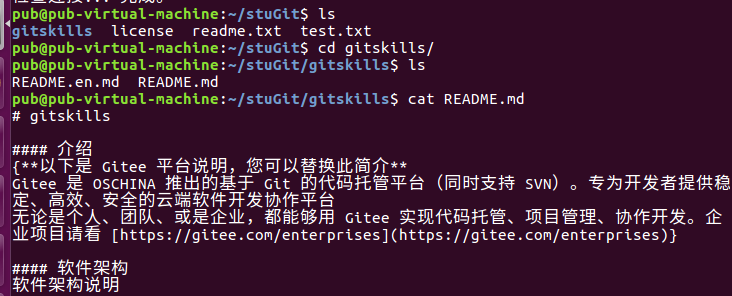 检查连接... 完成。
pub@pub-virtual-machine:~/stuGit$ ls
gitskills  license  readme.txt  test.txt
pub@pub-virtual-machine:~/stuGit$ cd gitskills/
pub@pub-virtual-machine:~/stuGit/gitskills$ ls
README.en.md  README.md
pub@pub-virtual-machine:~/stuGit/gitskills$ cat README.md
# gitskills
#### 介绍
{**以下是 Gitee 平台说明，您可以替换此简介**
Gitee 是 OSCHINA 推出的基于 Git 的代码托管平台（同时支持 SVN）。专为开发者提供稳
定、高效、安全的云端软件开发协作平台
无论是个人、团队、或是企业，都能够用 Gitee 实现代码托管、项目管理、协作开发。企
业项目请看 [https://gitee.com/enterprises](https://gitee.com/enterprises)}
#### 软件架构
软件架构说明